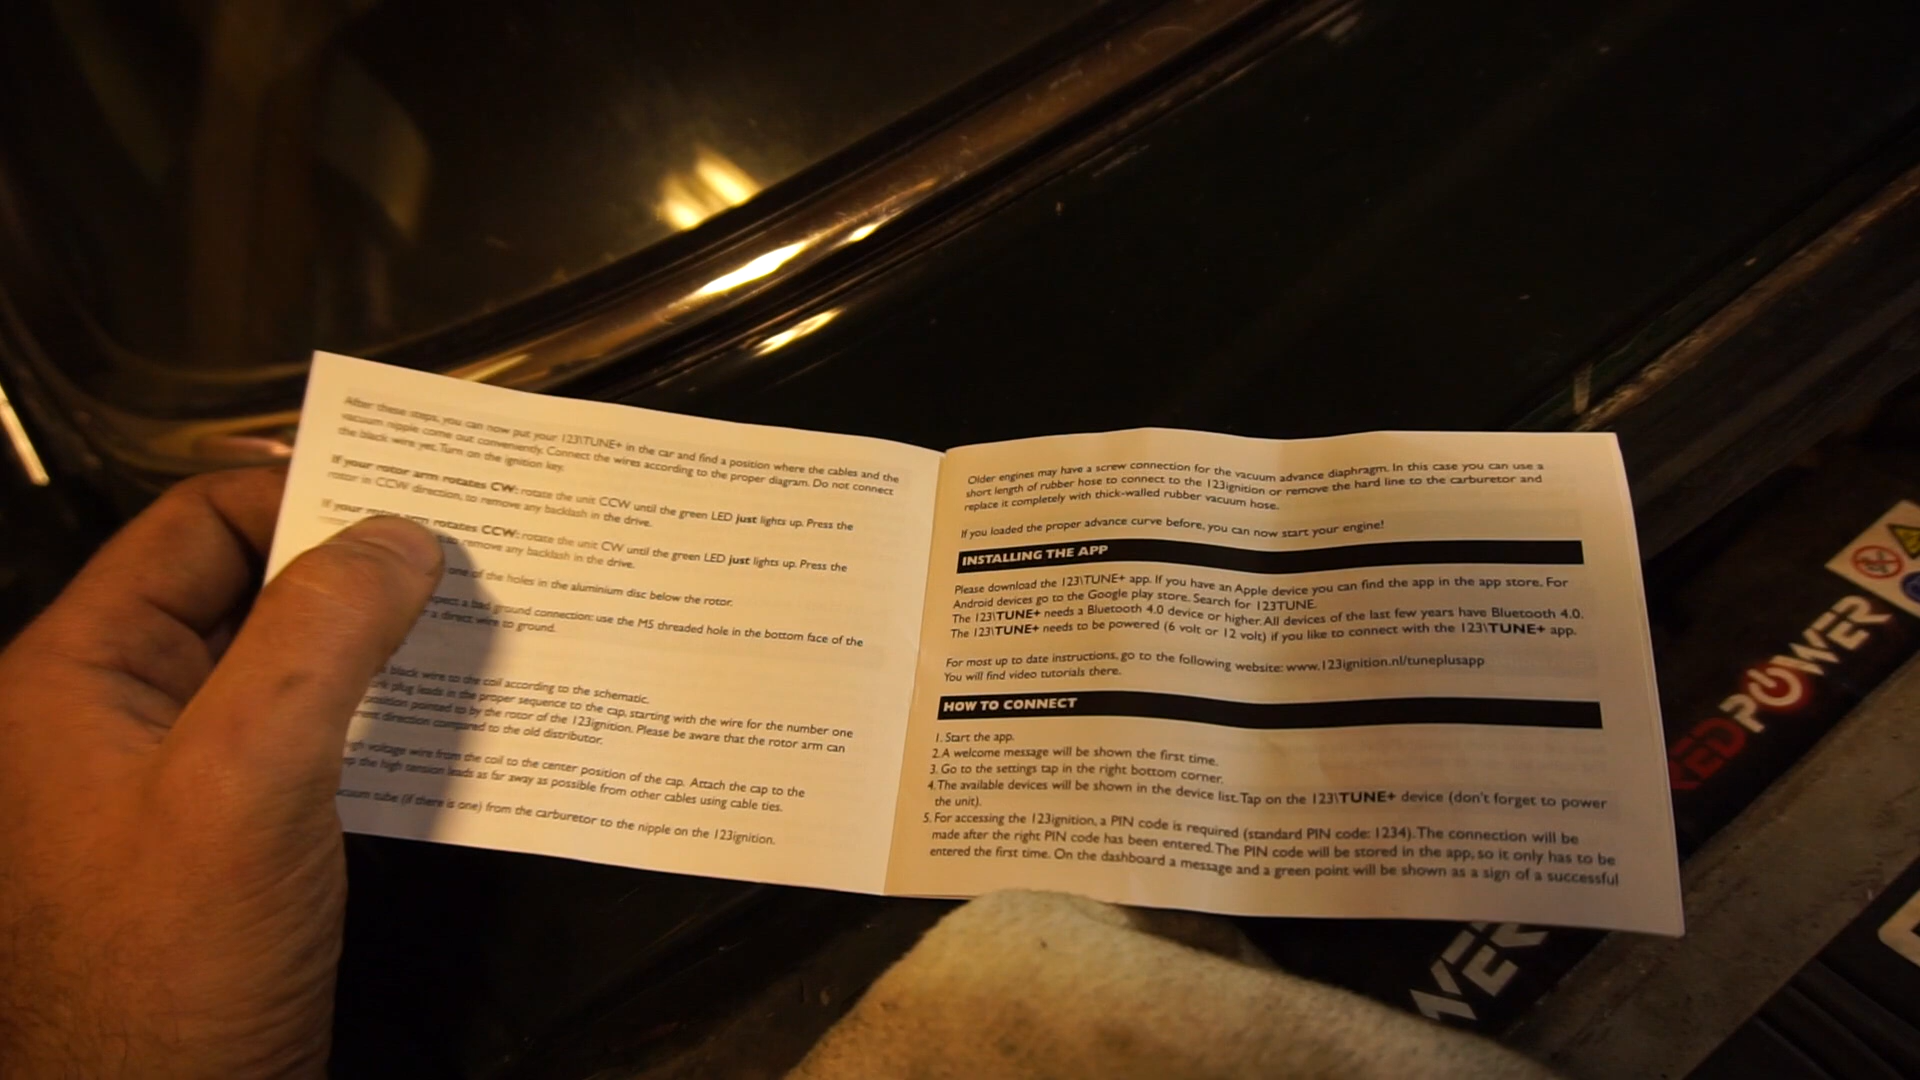 After these steps, you can now put your 123\TUNE+ in the car and find a position where the cables and the
vacuum nipple come out conveniently. Connect the wires according to the proper diagram. Do not connect
the black wire yet. Turn on the ignition key.
If your rotor arm rotates CW: rotate the unit CCW until the green LED just lights up. Press the
rotor in CCW direction, to remove any backlash in the drive.
If your rotor arm rotates CCW: rotate the unit CW until the green LED just lights up. Press the
to remove any backlash in the drive.
one of the holes in the aluminium disc below the rotor.
a bad ground connection: use the M5 threaded hole in the bottom face of the
a direct wire to ground.
black wire to the coil according to the schematic.
plug leads in the proper sequence to the cap, starting with the wire for the number one
position pointed to by the rotor of the 123ignition. Please be aware that the rotor arm can
direction compared to the old distributor.
voltage wire from the coil to the center position of the cap. Attach the cap to the
the high tension leads as far away as possible from other cables using cable ties.
tube (if there is one) from the carburetor to the nipple on the 123ignition.
Older engines may have a screw connection for the vacuum advance diaphragm. In this case you can use a
short length of rubber hose to connect to the 123ignition or remove the hard line to the carburetor and
replace it completely with thick-walled rubber vacuum hose.
If you loaded the proper advance curve before, you can now start your engine!
INSTALLING THE APP
Please download the 123\TUNE+ app. If you have an Apple device you can find the app in the app store. For
Android devices go to the Google play store. Search for 123TUNE.
The 123\TUNE+ needs a Bluetooth 4.0 device or higher. All devices of the last few years have Bluetooth 4.0.
The 123\TUNE+ needs to be powered (6 volt or 12 volt) if you like to connect with the 123\TUNE+ app.
For most up to date instructions, go to the following website: www.123ignition.nl/tuneplusapp
You will find video tutorials there.
HOW TO CONNECT
1. Start the app.
2. A welcome message will be shown the first time.
3. Go to the settings tap in the right bottom corner.
4. The available devices will be shown in the device list. Tap on the 123\TUNE+ device (don't forget to power
the unit).
5. For accessing the 123ignition, a PIN code is required (standard PIN code: 1234). The connection will be
made after the right PIN code has been entered. The PIN code will be stored in the app, so it only has to be
entered the first time. On the dashboard a message and a green point will be shown as a sign of a successful
POWER